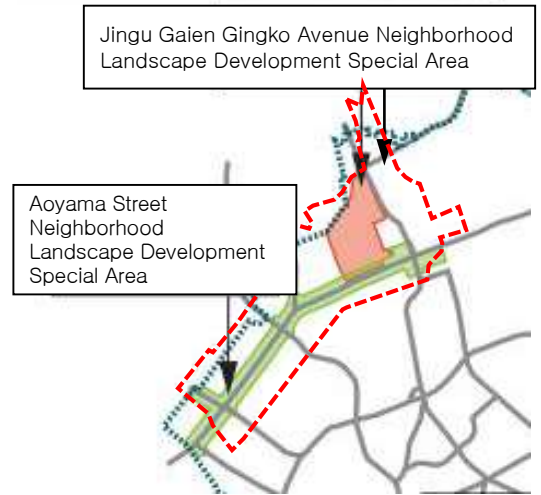 Jingu Gaien Gingko Avenue Neighborhood
Landscape Development Special Area
Aoyama Street
Neighborhood
Landscape Development
Special Area